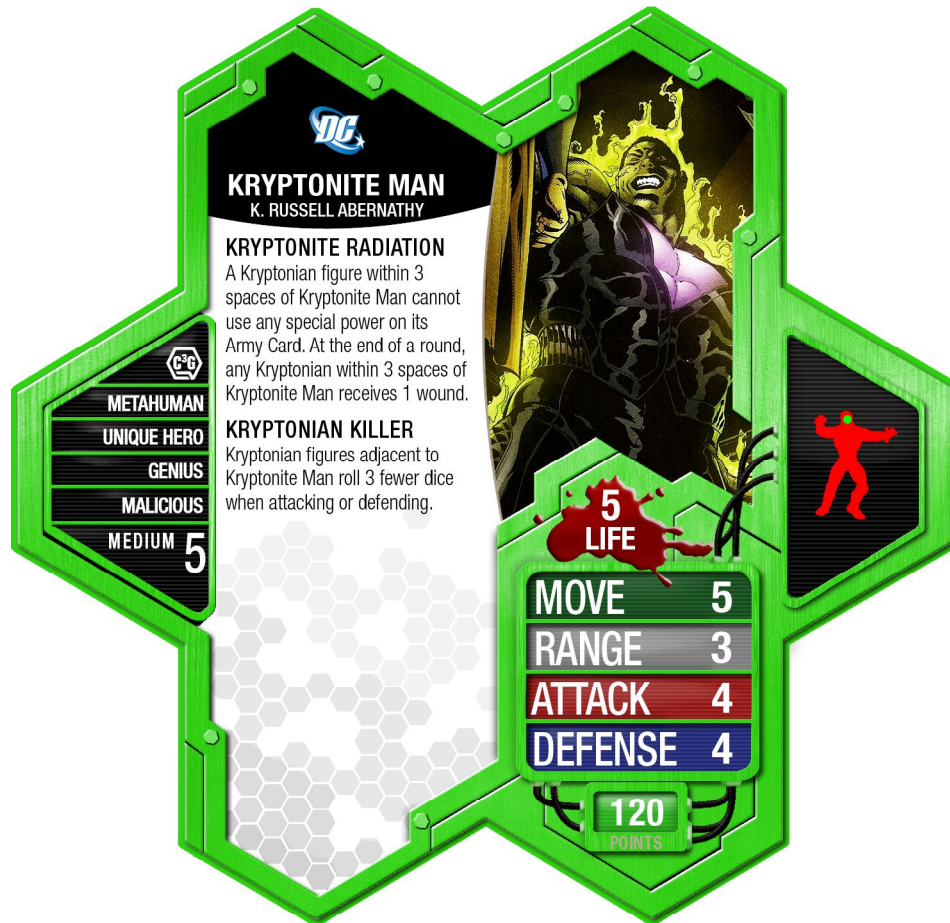 DC
KRYPTONITE MAN
K. RUSSELL ABERNATHY
KRYPTONITE RADIATION
A Kryptonian figure within 3
spaces of Kryptonite Man cannot
use any special power on its
Army Card. At the end of a round,
any Kryptonian within 3 spaces of
Kryptonite Man receives 1 wound.
KRYPTONIAN KILLER
Kryptonian figures adjacent to
Kryptonite Man roll 3 fewer dice
when attacking or defending.
C3G
METAHUMAN
UNIQUE HERO
GENIUS
MALICIOUS
MEDIUM 5
5
LIFE
MOVE 5
RANGE 3
ATTACK 4
DEFENSE 4
120
POINTS